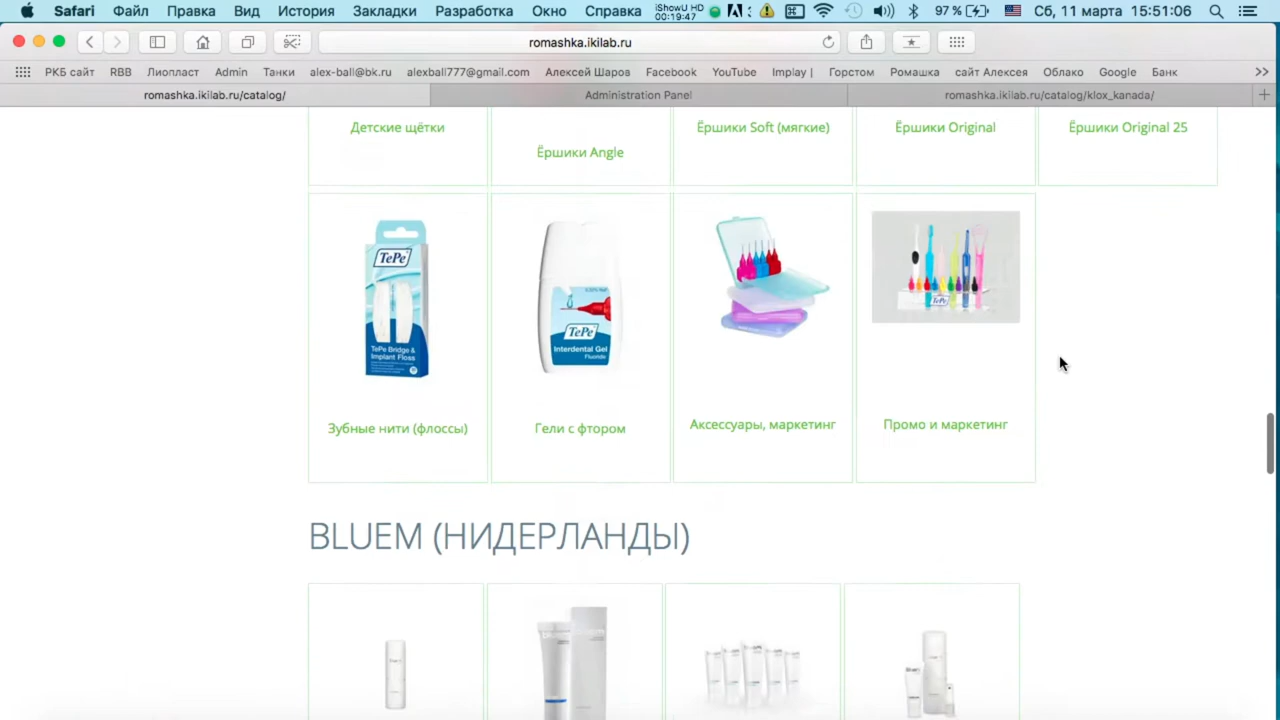 Safari Файл Правка Вид История Закладки Разработка Окно Справка iShowU HD 00:19:47 97 % Сб, 11 марта 15:51:06
romashka.ikilab.ru
РКБ сайт RBB Лиопласт Admin Танки alex-ball@bk.ru alexball777@gmail.com Алексей Шаров Facebook YouTube Implay | Горстом Ромашка сайт Алексея Облако Google Банк
romashka.ikilab.ru/catalog/ Administration Panel romashka.ikilab.ru/catalog/klox_kanada/
Детские щётки Ёршики Soft (мягкие) Ёршики Original Ёршики Original 25
Ёршики Angle
TePe
TePe Bridge & Implant Floss
TePe
Interdental Gel
Fluoride
TePe
Зубные нити (флоссы) Гели с фтором Аксессуары, маркетинг Промо и маркетинг
BLUEM (НИДЕРЛАНДЫ)